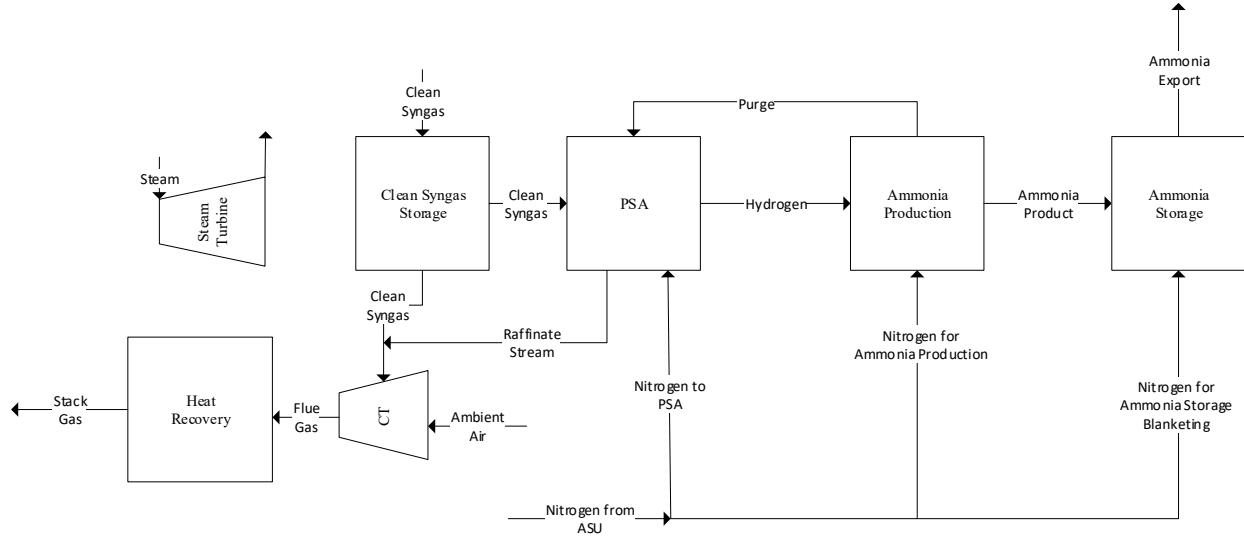 Ammonia
Export
Clean
Syngas
Purge
Steam
Steam
Turbine
Clean Syngas
Storage
Clean
Syngas
PSA
Hydrogen
Ammonia
Production
Ammonia
Product
Ammonia
Storage
Clean
Syngas
Raffinate
Stream
Nitrogen for
Ammonia Production
Nitrogen to
PSA
Nitrogen for
Ammonia Storage
Blanketing
Stack
Gas
Heat
Recovery
Flue
Gas
CT
Ambient
Air
Nitrogen from
ASU